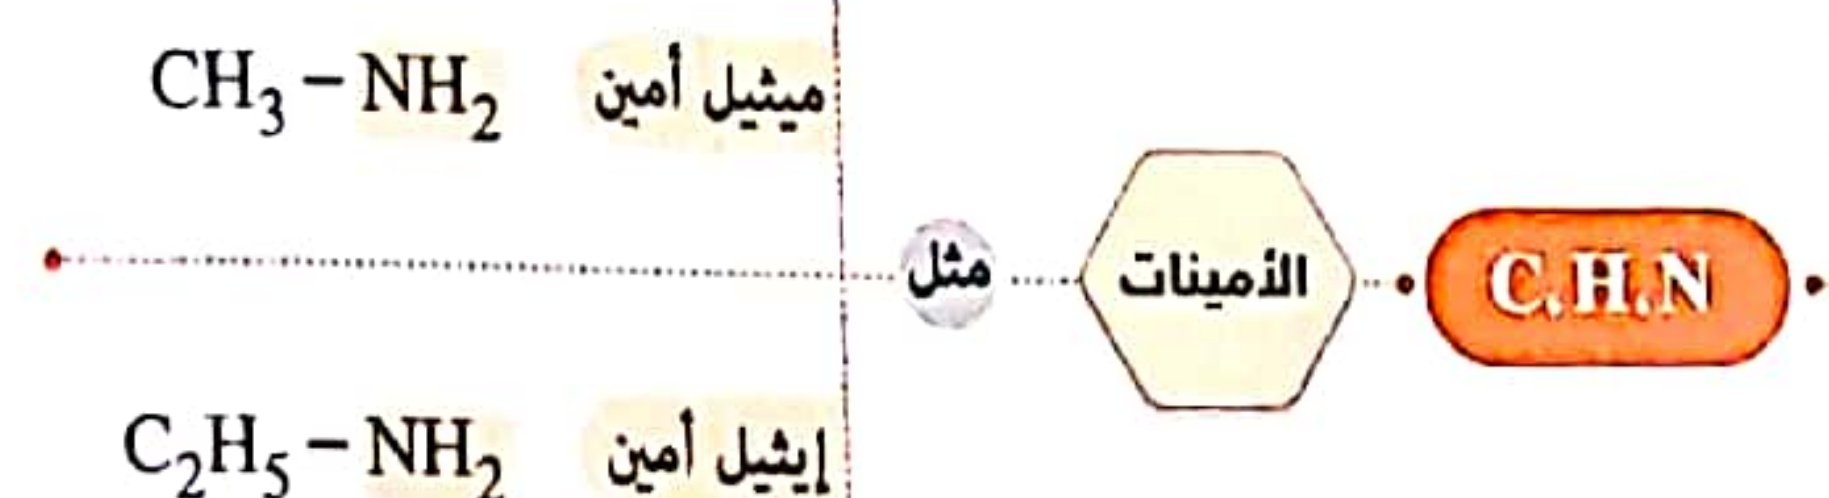 ميثيل أمين CH₃ – NH₂
C.H.N الأمينات مثل
إيثيل أمين C₂H₅ – NH₂